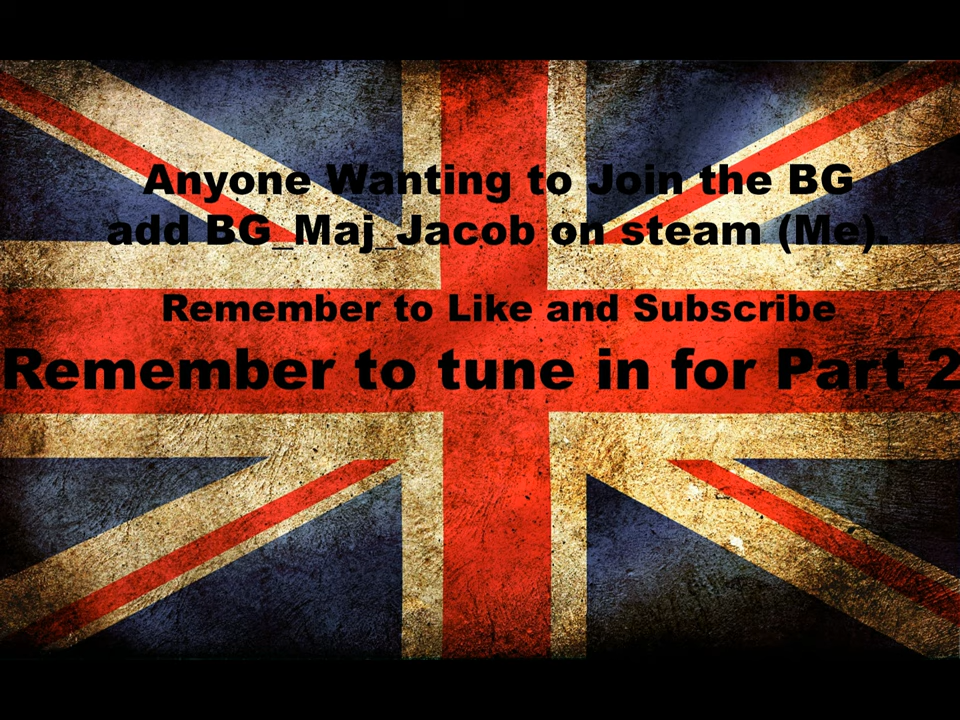 Anyone Wanting to Join the BG
add BG_Maj_Jacob on steam (Me).
Remember to Like and Subscribe
Remember to tune in for Part 2